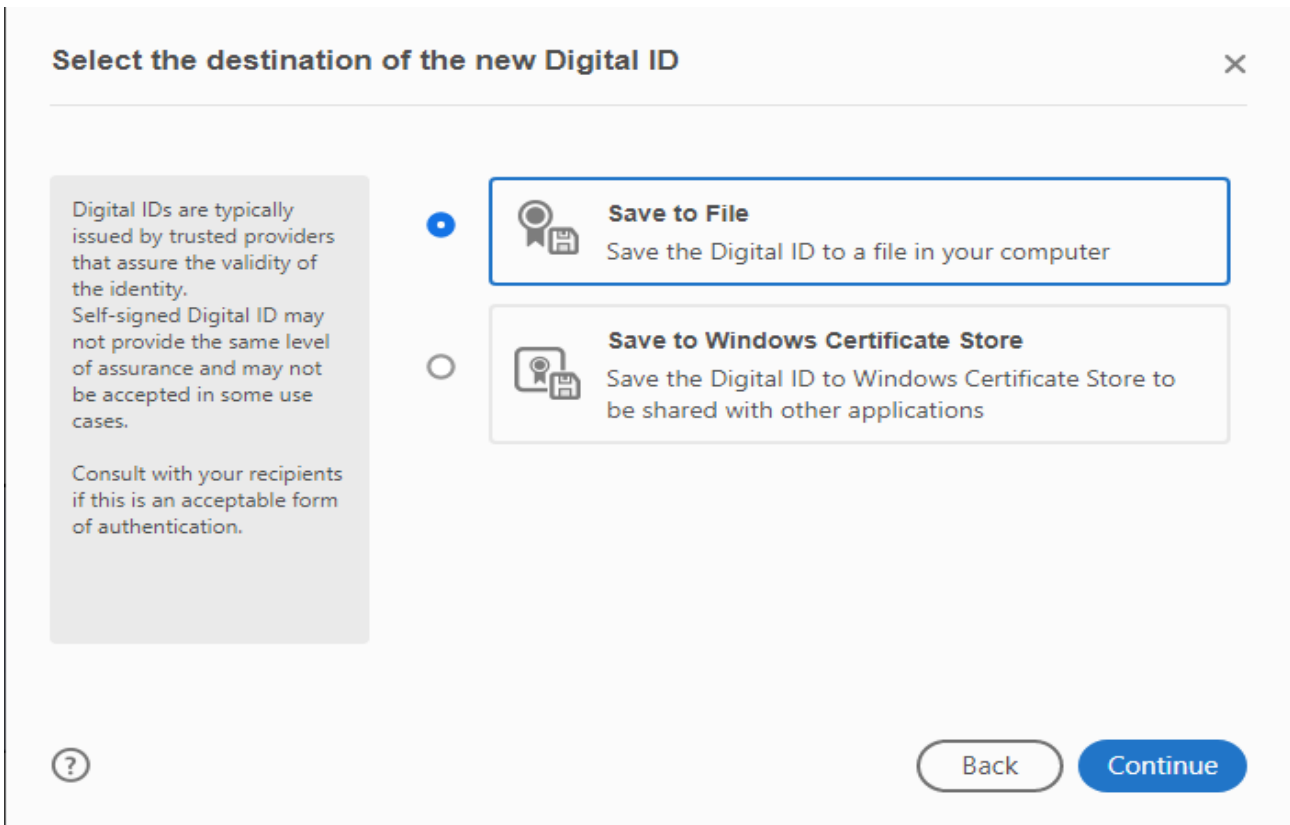 Select the destination of the new Digital ID
Digital IDs are typically
issued by trusted providers
that assure the validity of
the identity.
Self-signed Digital ID may
not provide the same level
of assurance and may not
be accepted in some use
cases.
Consult with your recipients
if this is an acceptable form
of authentication.
Save to File
Save the Digital ID to a file in your computer
Save to Windows Certificate Store
Save the Digital ID to Windows Certificate Store to
be shared with other applications
?
Back
Continue